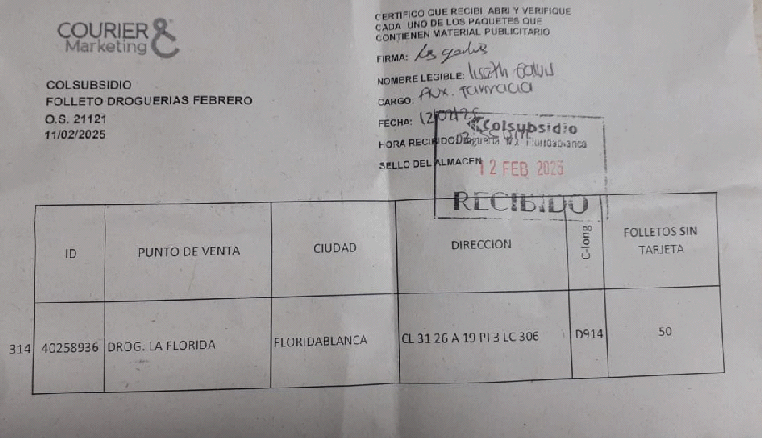 COURIER &
Marketing
COLSUBSIDIO
FOLLETO DROGUERIAS FEBRERO
O.S. 21121
11/02/2025
CERTIFICO QUE RECIBI ABRI Y VERIFIQUE
CADA UNO DE LOS PAQUETES QUE
CONTIENEN MATERIAL PUBLICITARIO
FIRMA:
NOMBRE LEGIBLE:
CARGO: Aux. Farmacia
FECHA:
HORA RECIBIDO
SELLO DEL ALMACEN
Colsubsidio
12 FEB 2025
RECIBIDO
ID PUNTO DE VENTA CIUDAD DIRECCION C-long FOLLETOS SIN TARJETA
314 40258936 DROG. LA FLORIDA FLORIDABLANCA CL 31 26 A 19 PI 3 LC 306 D914 50